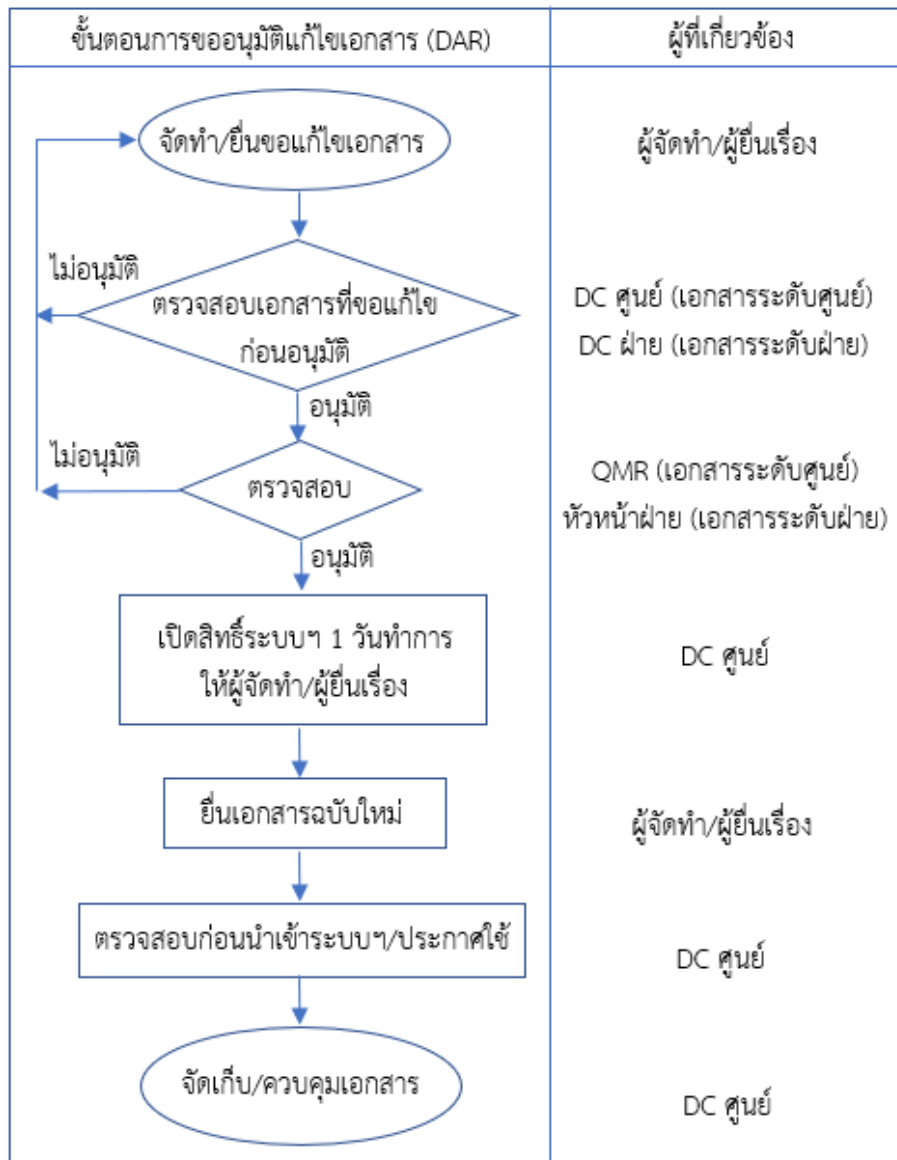 ขั้นตอนการขออนุมัติแก้ไขเอกสาร (DAR)
ผู้ที่เกี่ยวข้อง
จัดทำ/ยื่นขอแก้ไขเอกสาร
ผู้จัดทำ/ผู้ยื่นเรื่อง
ไม่อนุมัติ
ตรวจสอบเอกสารที่ขอแก้ไข
ก่อนอนุมัติ
DC ศูนย์ (เอกสารระดับศูนย์)
DC ฝ่าย (เอกสารระดับฝ่าย)
อนุมัติ
ไม่อนุมัติ
ตรวจสอบ
QMR (เอกสารระดับศูนย์)
หัวหน้าฝ่าย (เอกสารระดับฝ่าย)
อนุมัติ
เปิดสิทธิ์ระบบฯ 1 วันทำการ
ให้ผู้จัดทำ/ผู้ยื่นเรื่อง
DC ศูนย์
ยื่นเอกสารฉบับใหม่
ผู้จัดทำ/ผู้ยื่นเรื่อง
ตรวจสอบก่อนนำเข้าระบบฯ/ประกาศใช้
DC ศูนย์
จัดเก็บ/ควบคุมเอกสาร
DC ศูนย์